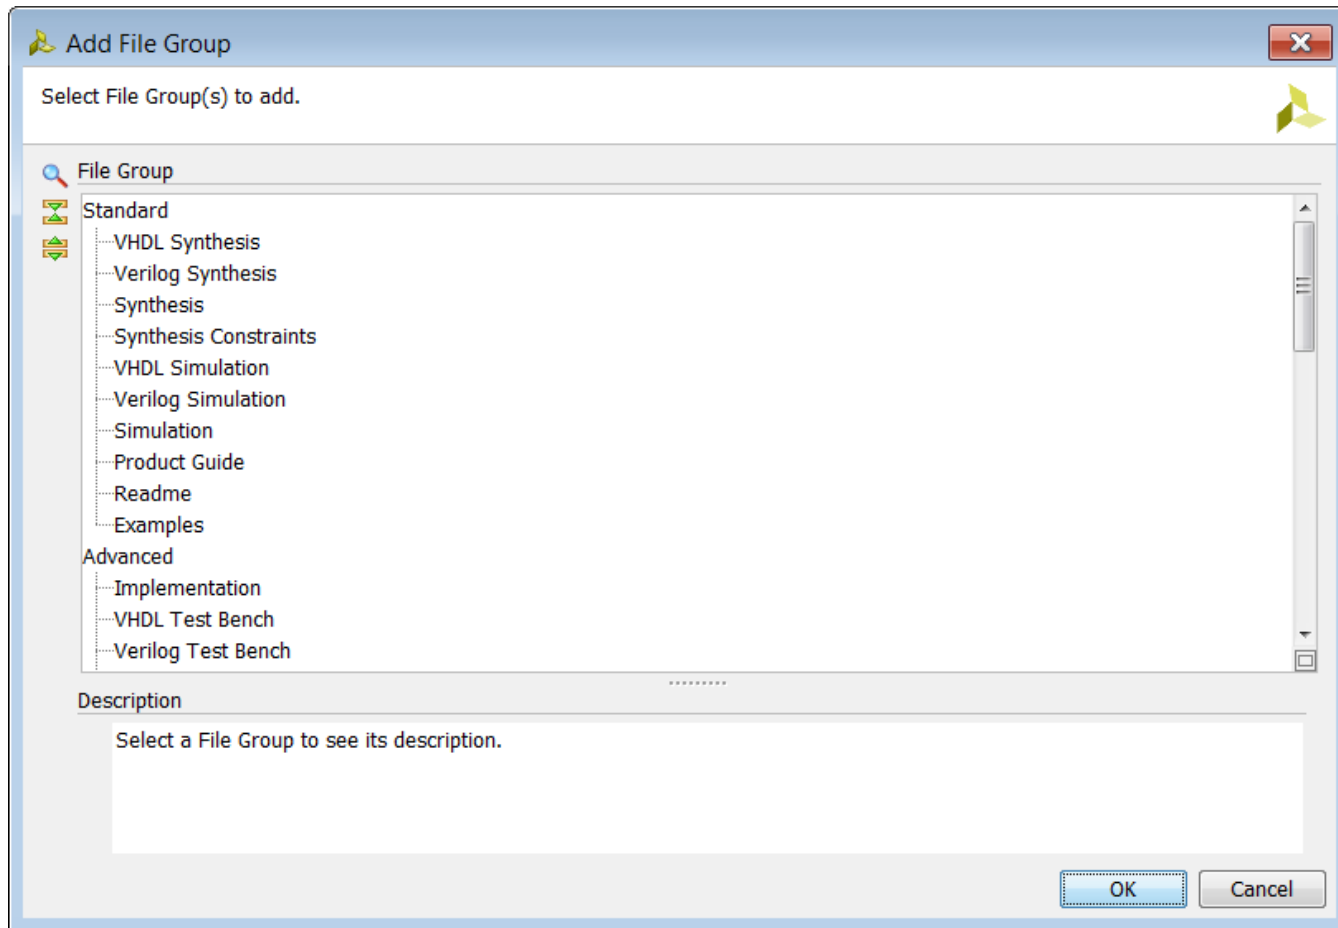 Add File Group
Select File Group(s) to add.
File Group
Standard
VHDL Synthesis
Verilog Synthesis
Synthesis
Synthesis Constraints
VHDL Simulation
Verilog Simulation
Simulation
Product Guide
Readme
Examples
Advanced
Implementation
VHDL Test Bench
Verilog Test Bench
Description
Select a File Group to see its description.
OK Cancel